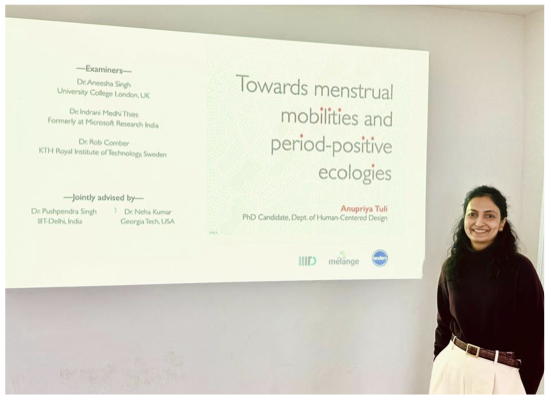 —Examiners—
Dr. Aneesha Singh
University College London, UK
Dr. Indrani Medhi Thies
Formerly at Microsoft Research India
Dr. Rob Comber
KTH Royal Institute of Technology, Sweden
—Jointly advised by—
Dr. Pushpendra Singh
IIIT-Delhi, India
Dr. Neha Kumar
Georgia Tech, USA
Towards menstrual
mobilities and
period-positive
ecologies
Anupriya Tuli
PhD Candidate, Dept. of Human-Centered Design
IIITD
mélange